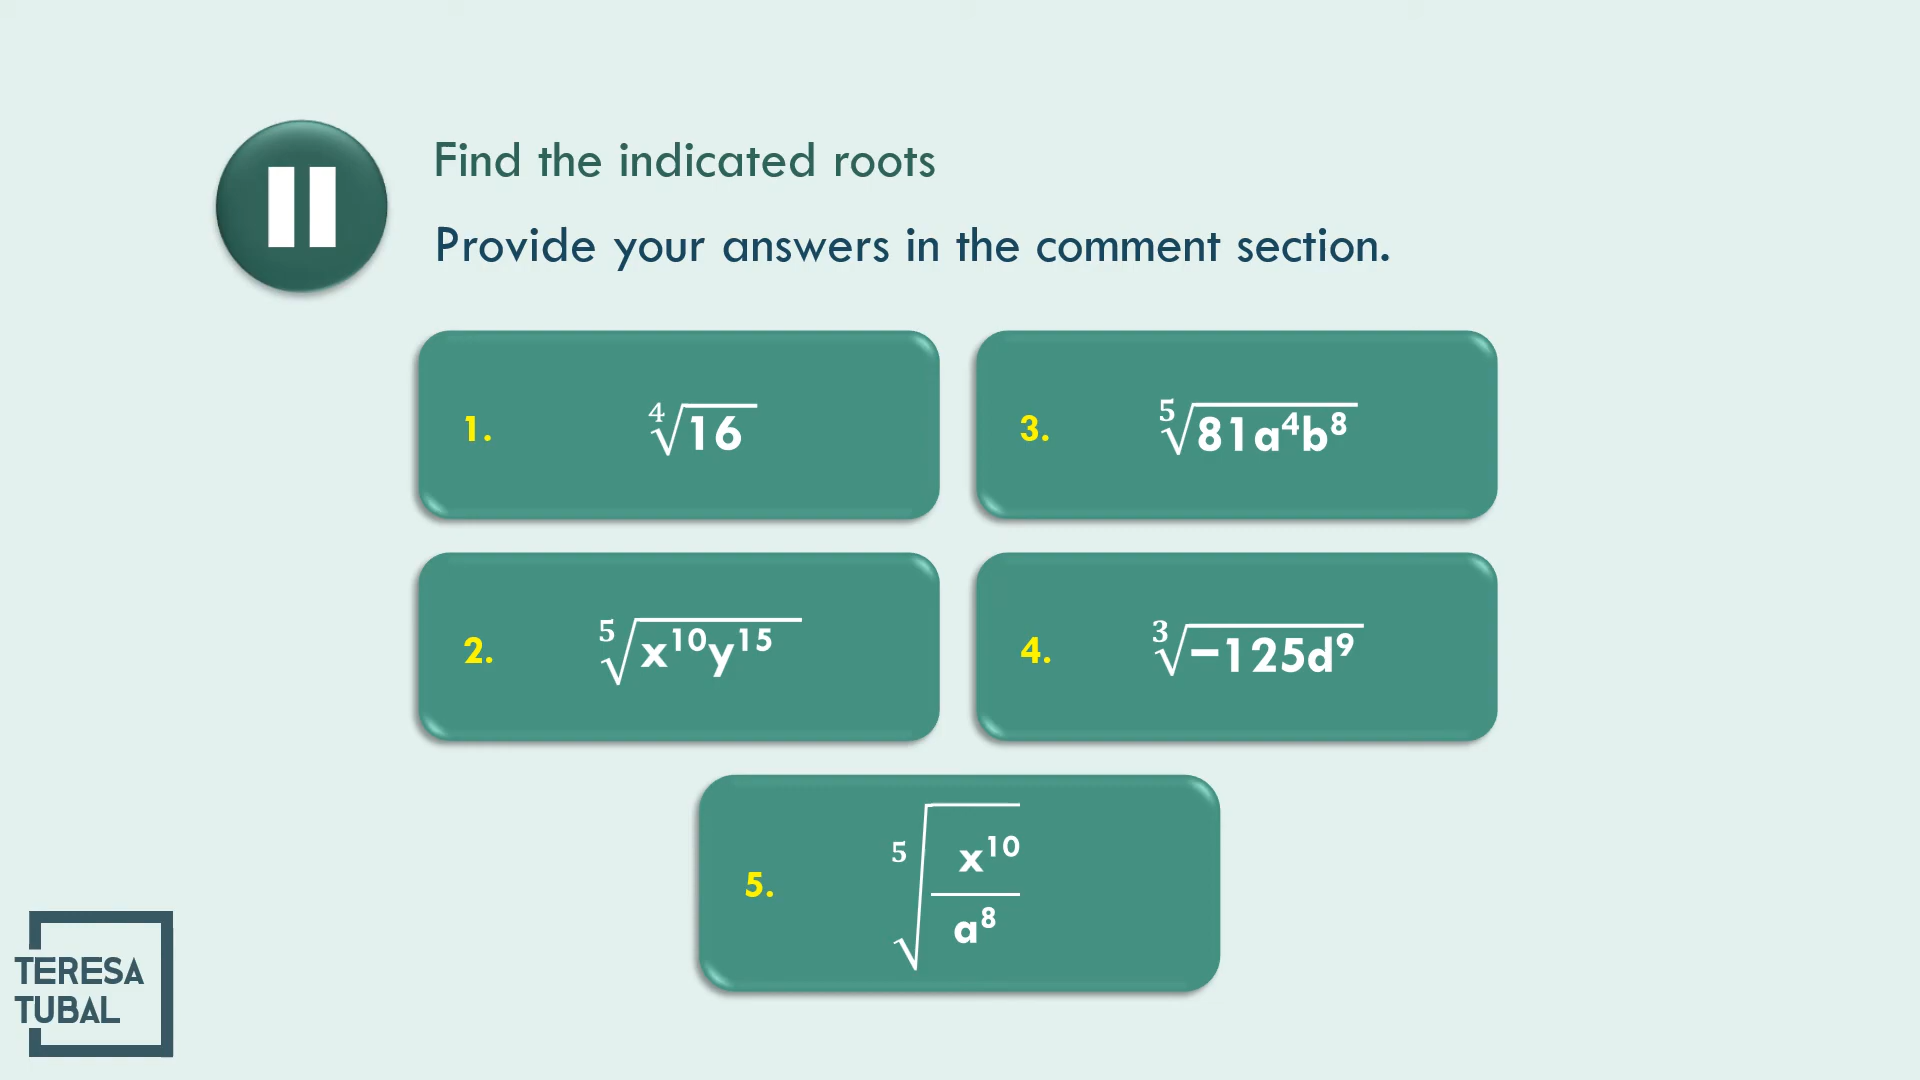 Find the indicated roots
Provide your answers in the comment section.
1. ⁴√16
3. ⁵√81a⁴b⁸
2. ⁵√x¹⁰y¹⁵
4. ³√−125d⁹
5. ⁵√(x¹⁰/a⁸)
TERESA
TUBAL